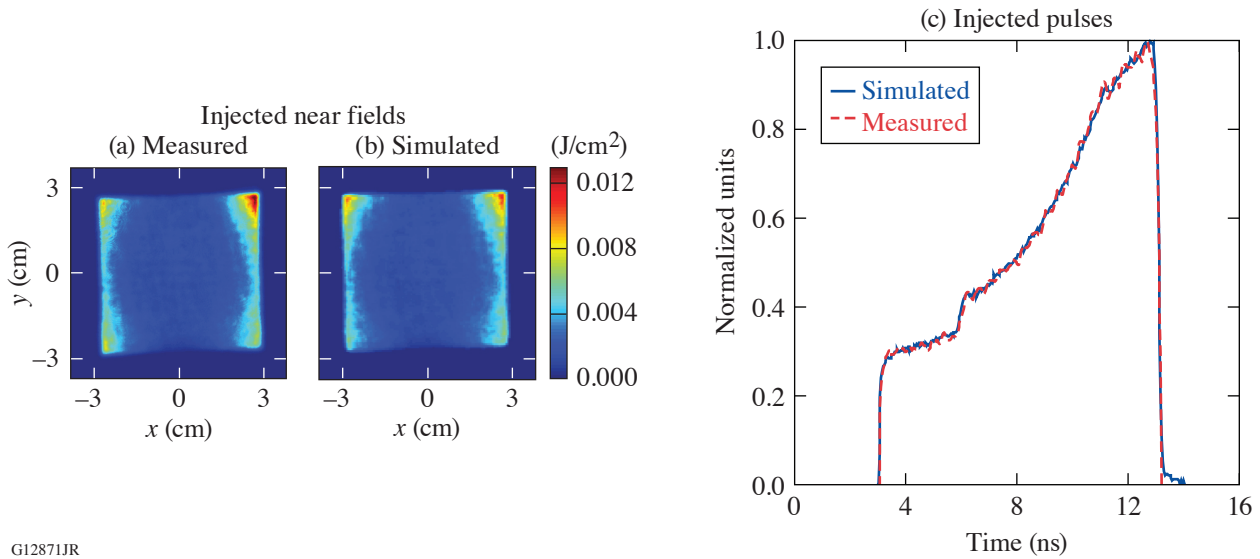 Injected near fields
(a) Measured
(b) Simulated
(J/cm2)
3
0
–3
y (cm)
–3 0 3
x (cm)
–3 0 3
x (cm)
0.012
0.008
0.004
0.000
(c) Injected pulses
1.0
0.8
0.6
0.4
0.2
0.0
Normalized units
Simulated
Measured
0 4 8 12 16
Time (ns)
G12871JR